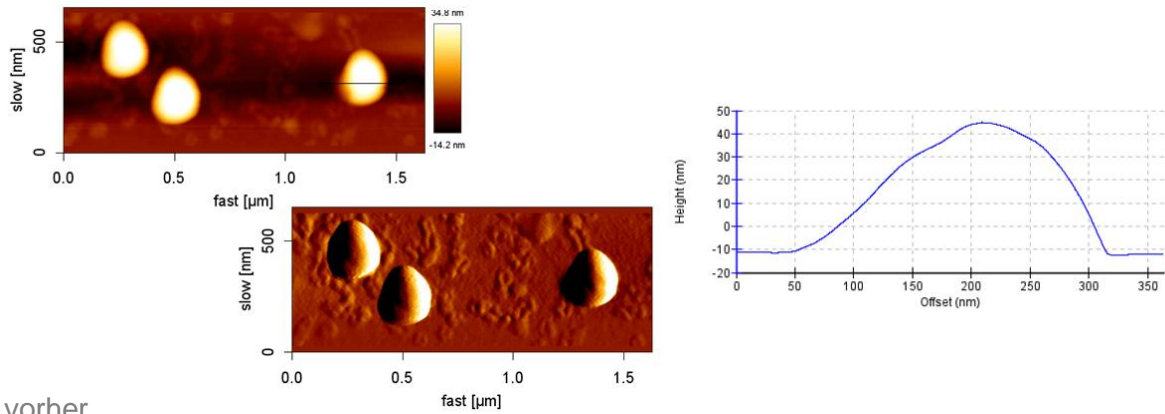 34.8 nm
-14.2 nm
slow [nm]
500
0
0.0 0.5 1.0 1.5
fast [µm]
slow [nm]
500
0
0.0 0.5 1.0 1.5
fast [µm]
Height (nm)
50
40
30
20
10
0
-10
-20
0 50 100 150 200 250 300 350
Offset (nm)
vorher